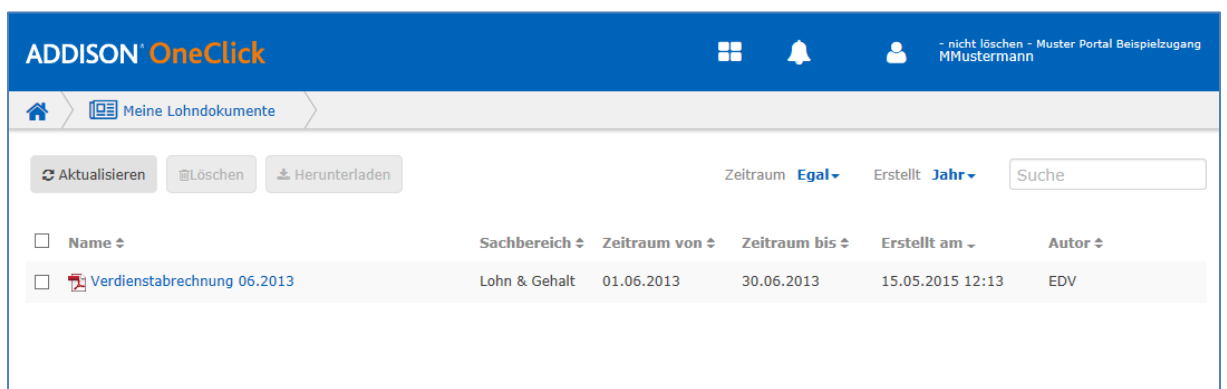 ADDISON OneClick
- nicht löschen - Muster Portal Beispielzugang
MMustermann
Meine Lohndokumente
Aktualisieren Löschen Herunterladen Zeitraum Egal Erstellt Jahr Suche
Name Sachbereich Zeitraum von Zeitraum bis Erstellt am Autor
Verdienstabrechnung 06.2013 Lohn & Gehalt 01.06.2013 30.06.2013 15.05.2015 12:13 EDV